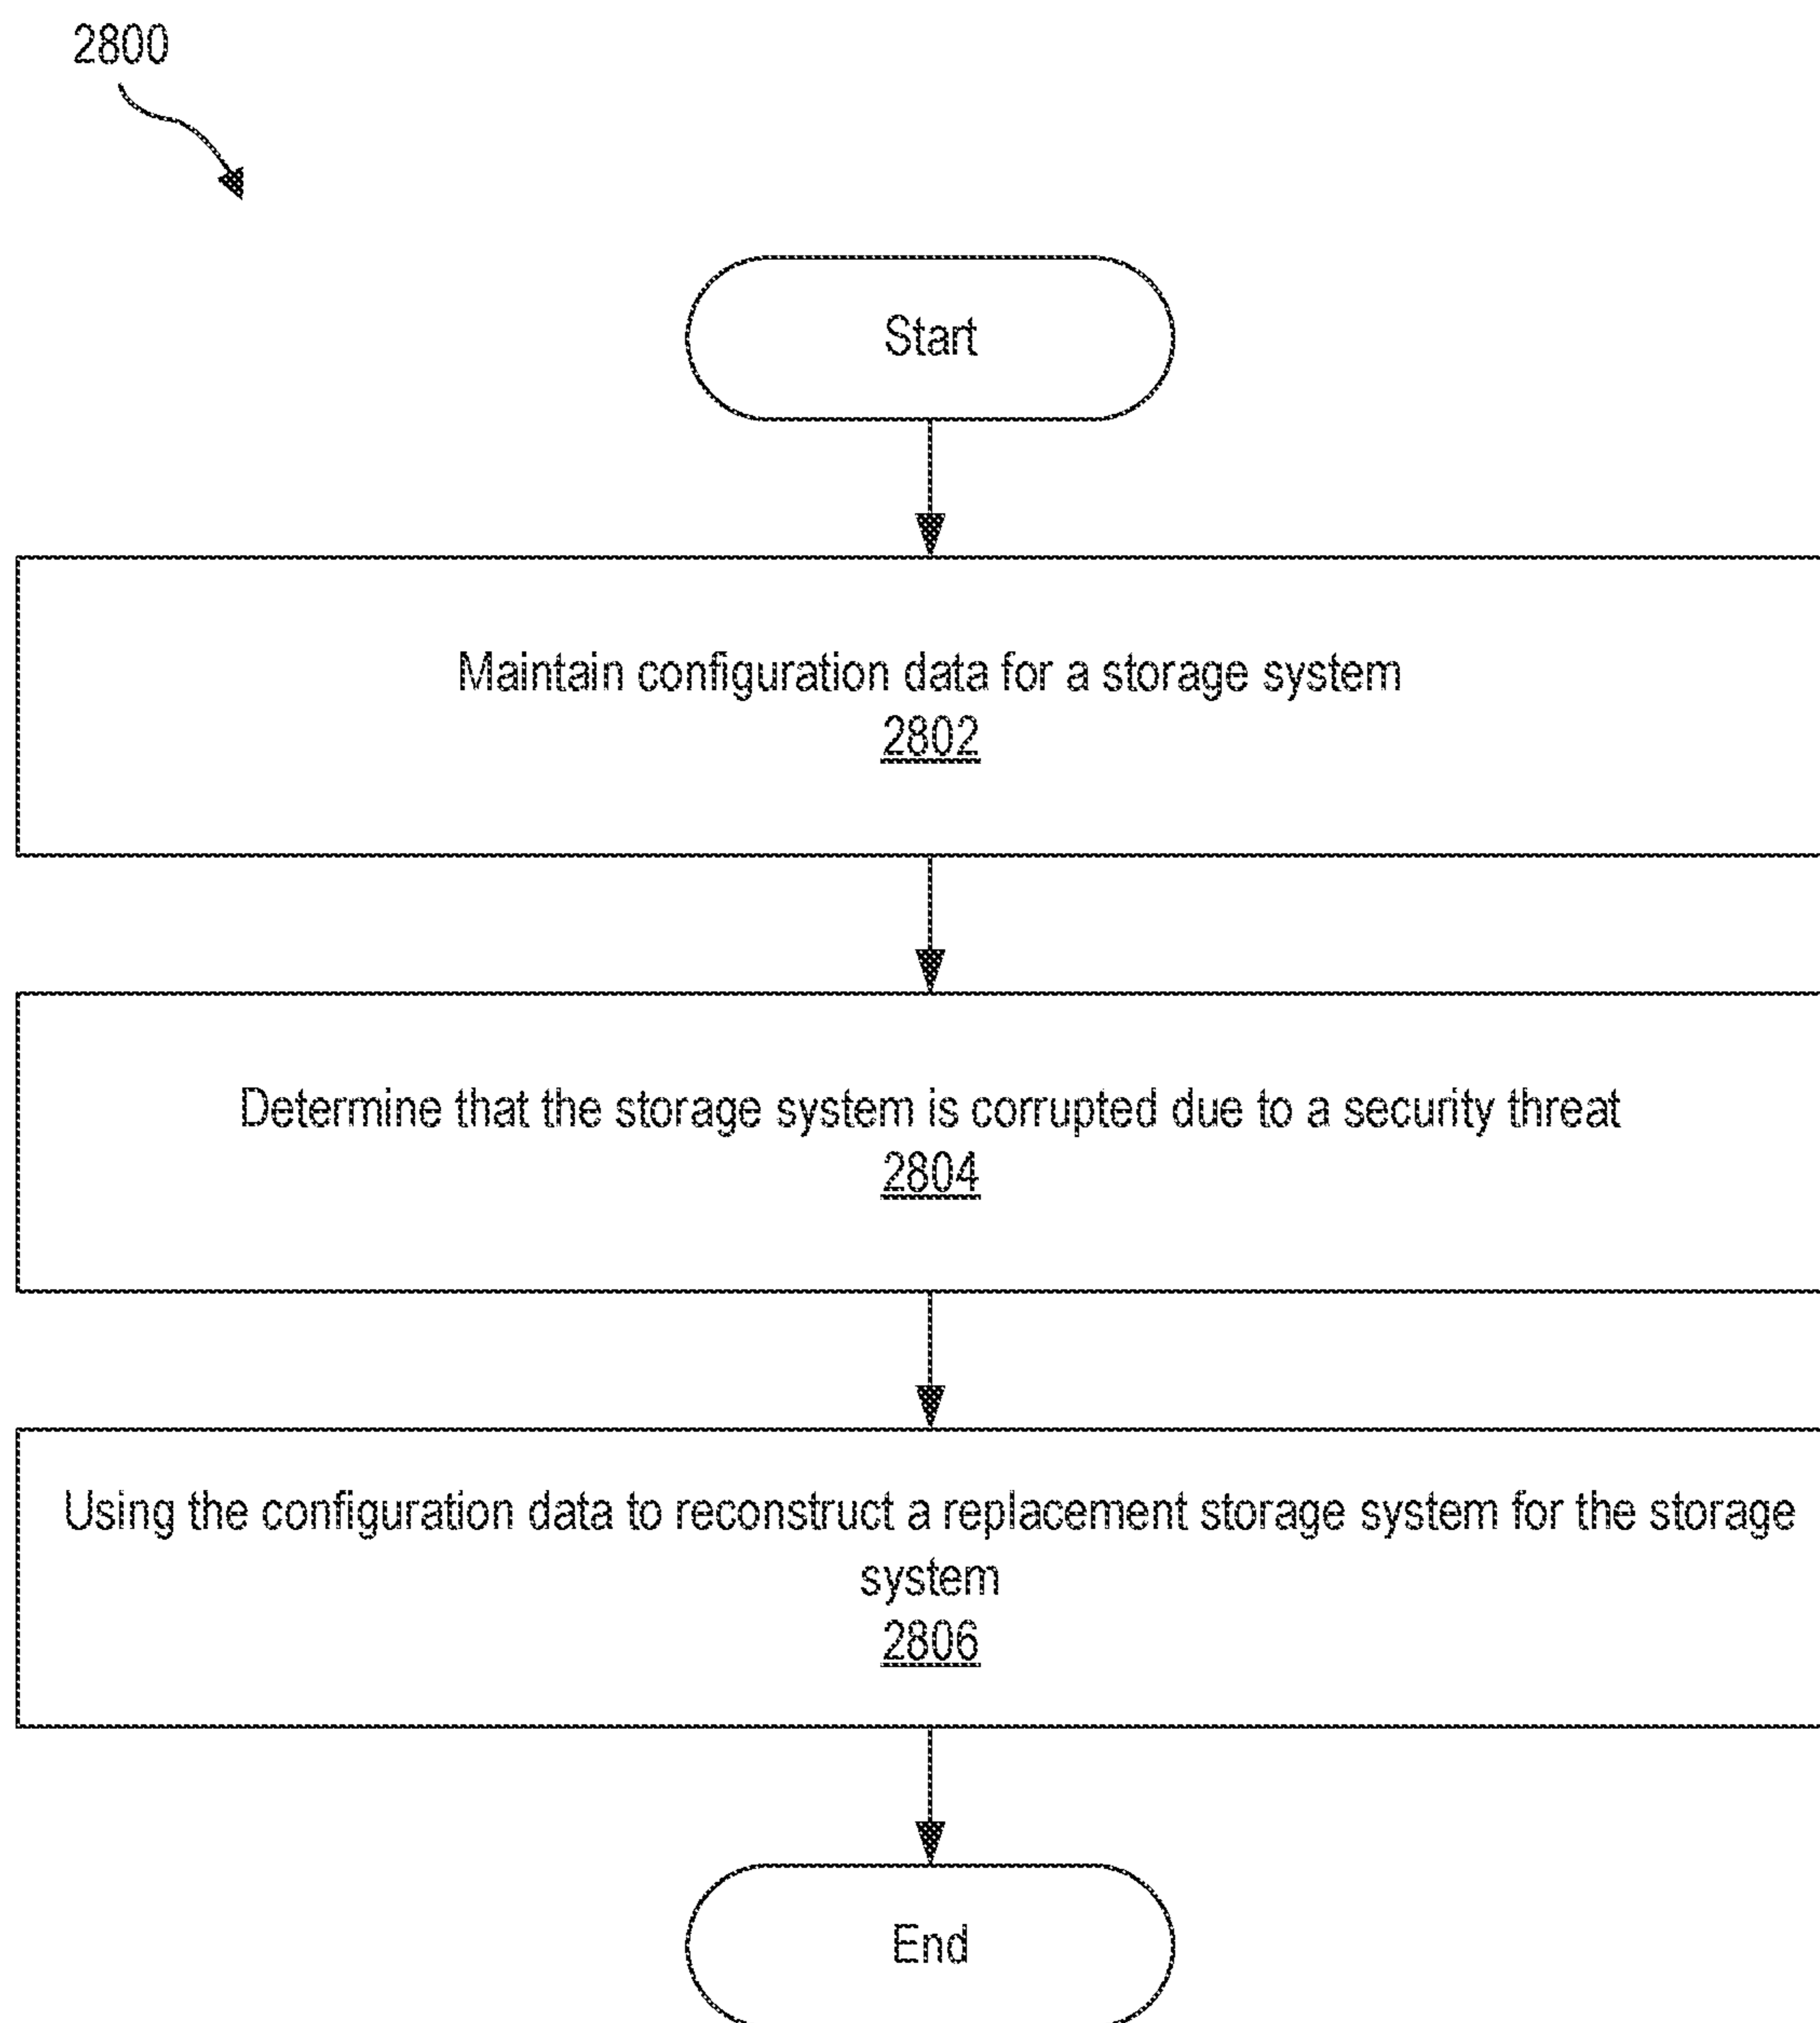 2800
Start
Maintain configuration data for a storage system
2802
Determine that the storage system is corrupted due to a security threat
2804
Using the configuration data to reconstruct a replacement storage system for the storage
system
2806
End